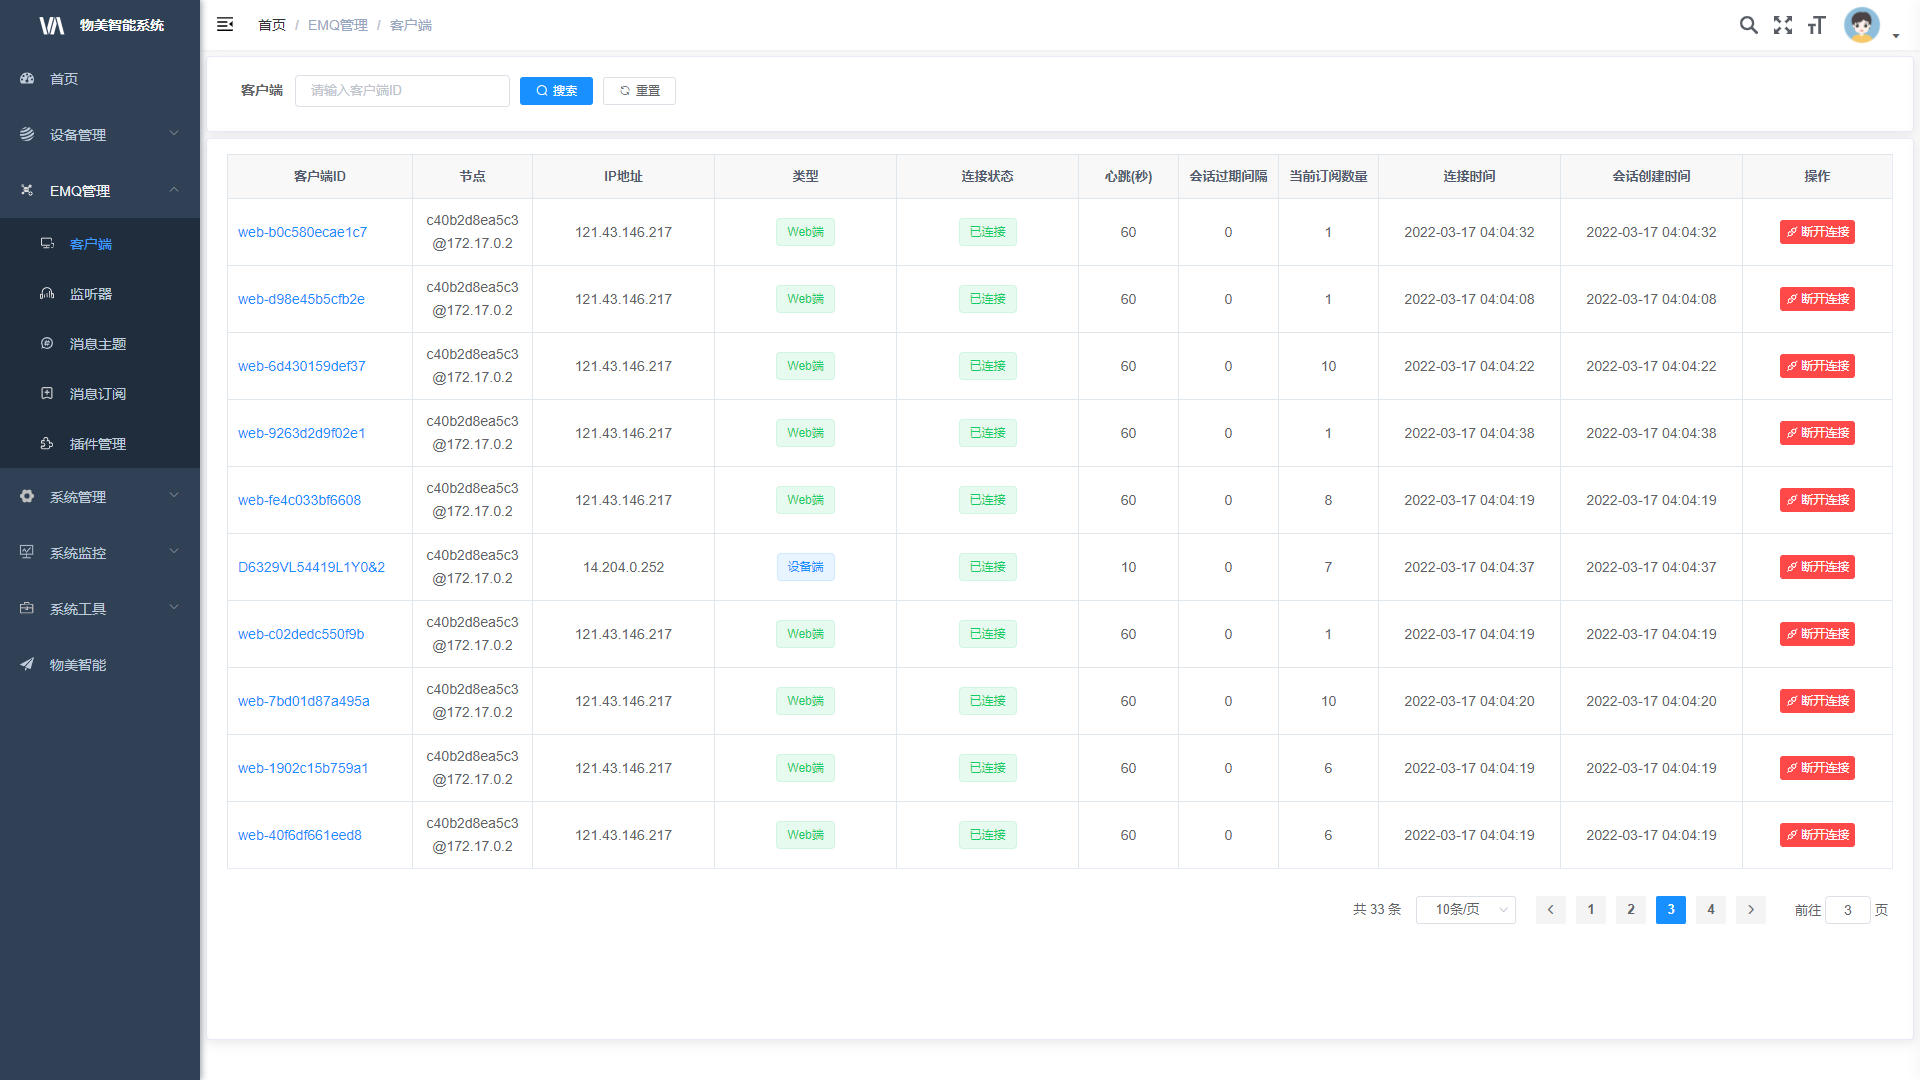 物美智能系统
首页 / EMQ管理 / 客户端
首页
设备管理
EMQ管理
客户端
监听器
消息主题
消息订阅
插件管理
系统管理
系统监控
系统工具
物美智能
客户端 请输入客户端ID 搜索 重置
客户端ID 节点 IP地址 类型 连接状态 心跳(秒) 会话过期间隔 当前订阅数量 连接时间 会话创建时间 操作
web-b0c580ecae1c7 c40b2d8ea5c3 @172.17.0.2 121.43.146.217 Web端 已连接 60 0 1 2022-03-17 04:04:32 2022-03-17 04:04:32 断开连接
web-d98e45b5cfb2e c40b2d8ea5c3 @172.17.0.2 121.43.146.217 Web端 已连接 60 0 1 2022-03-17 04:04:08 2022-03-17 04:04:08 断开连接
web-6d430159def37 c40b2d8ea5c3 @172.17.0.2 121.43.146.217 Web端 已连接 60 0 10 2022-03-17 04:04:22 2022-03-17 04:04:22 断开连接
web-9263d2d9f02e1 c40b2d8ea5c3 @172.17.0.2 121.43.146.217 Web端 已连接 60 0 1 2022-03-17 04:04:38 2022-03-17 04:04:38 断开连接
web-fe4c033bf6608 c40b2d8ea5c3 @172.17.0.2 121.43.146.217 Web端 已连接 60 0 8 2022-03-17 04:04:19 2022-03-17 04:04:19 断开连接
D6329VL54419L1Y0&2 c40b2d8ea5c3 @172.17.0.2 14.204.0.252 设备端 已连接 10 0 7 2022-03-17 04:04:37 2022-03-17 04:04:37 断开连接
web-c02dedc550f9b c40b2d8ea5c3 @172.17.0.2 121.43.146.217 Web端 已连接 60 0 1 2022-03-17 04:04:19 2022-03-17 04:04:19 断开连接
web-7bd01d87a495a c40b2d8ea5c3 @172.17.0.2 121.43.146.217 Web端 已连接 60 0 10 2022-03-17 04:04:20 2022-03-17 04:04:20 断开连接
web-1902c15b759a1 c40b2d8ea5c3 @172.17.0.2 121.43.146.217 Web端 已连接 60 0 6 2022-03-17 04:04:19 2022-03-17 04:04:19 断开连接
web-40f6df661eed8 c40b2d8ea5c3 @172.17.0.2 121.43.146.217 Web端 已连接 60 0 6 2022-03-17 04:04:19 2022-03-17 04:04:19 断开连接
共 33 条 10条/页 1 2 3 4 前往 3 页